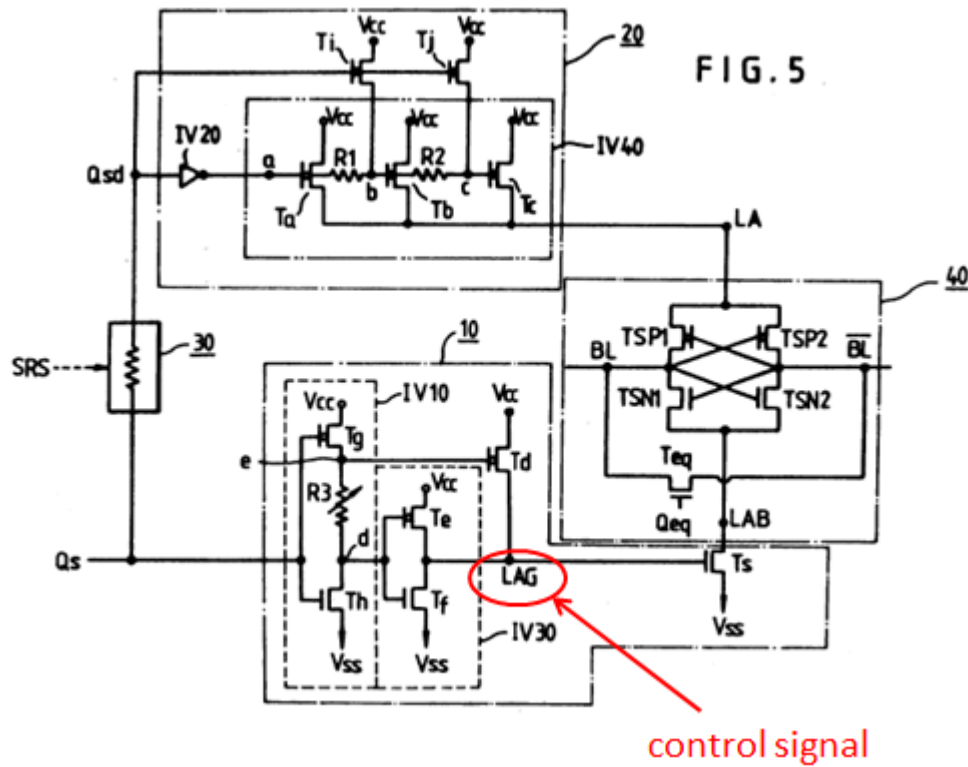 FIG.5
20
Vcc
Vcc
Ti
Tj
Vcc
Vcc
Vcc
IV40
IV20
Qsd
a
R1
R2
b
c
Ta
Tb
Tc
LA
40
30
SRS
10
TSP1
TSP2
BL
BL
TSN1
TSN2
IV10
Vcc
Vcc
Tg
e
Td
Teq
R3
Vcc
Te
Qeq
LAB
Qs
d
LAG
Ts
Th
Tf
Vss
IV30
Vss
Vss
control signal